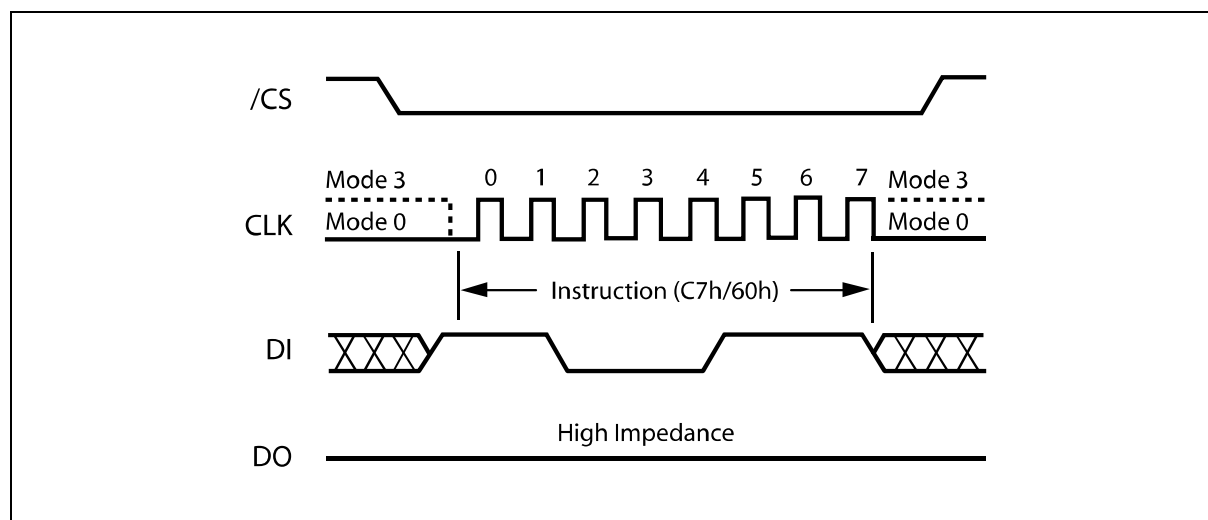 /CS
Mode 3 0 1 2 3 4 5 6 7 Mode 3
CLK Mode 0 Mode 0
Instruction (C7h/60h)
DI
High Impedance
DO